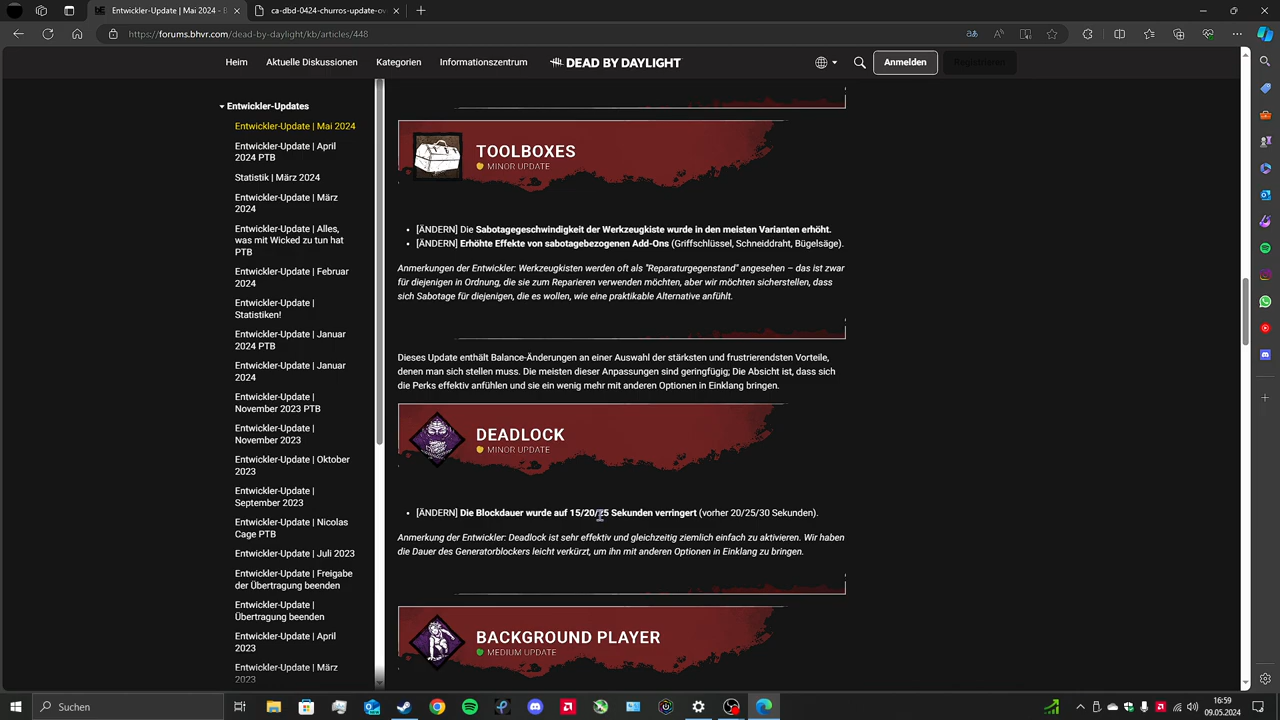 Entwickler-Update | Mai 2024 - B
ca-dbd-0424-churros-update-ov
https://forums.bhvr.com/dead-by-daylight/kb/articles/448
Heim
Aktuelle Diskussionen
Kategorien
Informationszentrum
DEAD BY DAYLIGHT
Anmelden
Registrieren
Entwickler-Updates
Entwickler-Update | Mai 2024
Entwickler-Update | April
2024 PTB
Statistik | März 2024
Entwickler-Update | März
2024
Entwickler-Update | Alles,
was mit Wicked zu tun hat
PTB
Entwickler-Update | Februar
2024
Entwickler-Update |
Statistiken!
Entwickler-Update | Januar
2024 PTB
Entwickler-Update | Januar
2024
Entwickler-Update |
November 2023 PTB
Entwickler-Update |
November 2023
Entwickler-Update | Oktober
2023
Entwickler-Update |
September 2023
Entwickler-Update | Nicolas
Cage PTB
Entwickler-Update | Juli 2023
Entwickler-Update | Freigabe
der Übertragung beenden
Entwickler-Update |
Übertragung beenden
Entwickler-Update | April
2023
Entwickler-Update | März
2023
TOOLBOXES
MINOR UPDATE
• [ÄNDERN] Die Sabotagegeschwindigkeit der Werkzeugkiste wurde in den meisten Varianten erhöht.
• [ÄNDERN] Erhöhte Effekte von sabotagebezogenen Add-Ons (Griffschlüssel, Schneiddraht, Bügelsäge).
Anmerkungen der Entwickler: Werkzeugkisten werden oft als "Reparaturgegenstand" angesehen – das ist zwar
für diejenigen in Ordnung, die sie zum Reparieren verwenden möchten, aber wir möchten sicherstellen, dass
sich Sabotage für diejenigen, die es wollen, wie eine praktikable Alternative anfühlt.
Dieses Update enthält Balance-Änderungen an einer Auswahl der stärksten und frustrierendsten Vorteile,
denen man sich stellen muss. Die meisten dieser Anpassungen sind geringfügig; Die Absicht ist, dass sich
die Perks effektiv anfühlen und sie ein wenig mehr mit anderen Optionen in Einklang bringen.
DEADLOCK
MINOR UPDATE
• [ÄNDERN] Die Blockdauer wurde auf 15/20/25 Sekunden verringert (vorher 20/25/30 Sekunden).
Anmerkung der Entwickler: Deadlock ist sehr effektiv und gleichzeitig ziemlich einfach zu aktivieren. Wir haben
die Dauer des Generatorblockers leicht verkürzt, um ihn mit anderen Optionen in Einklang zu bringen.
BACKGROUND PLAYER
MEDIUM UPDATE
Suchen
16:59
09.05.2024